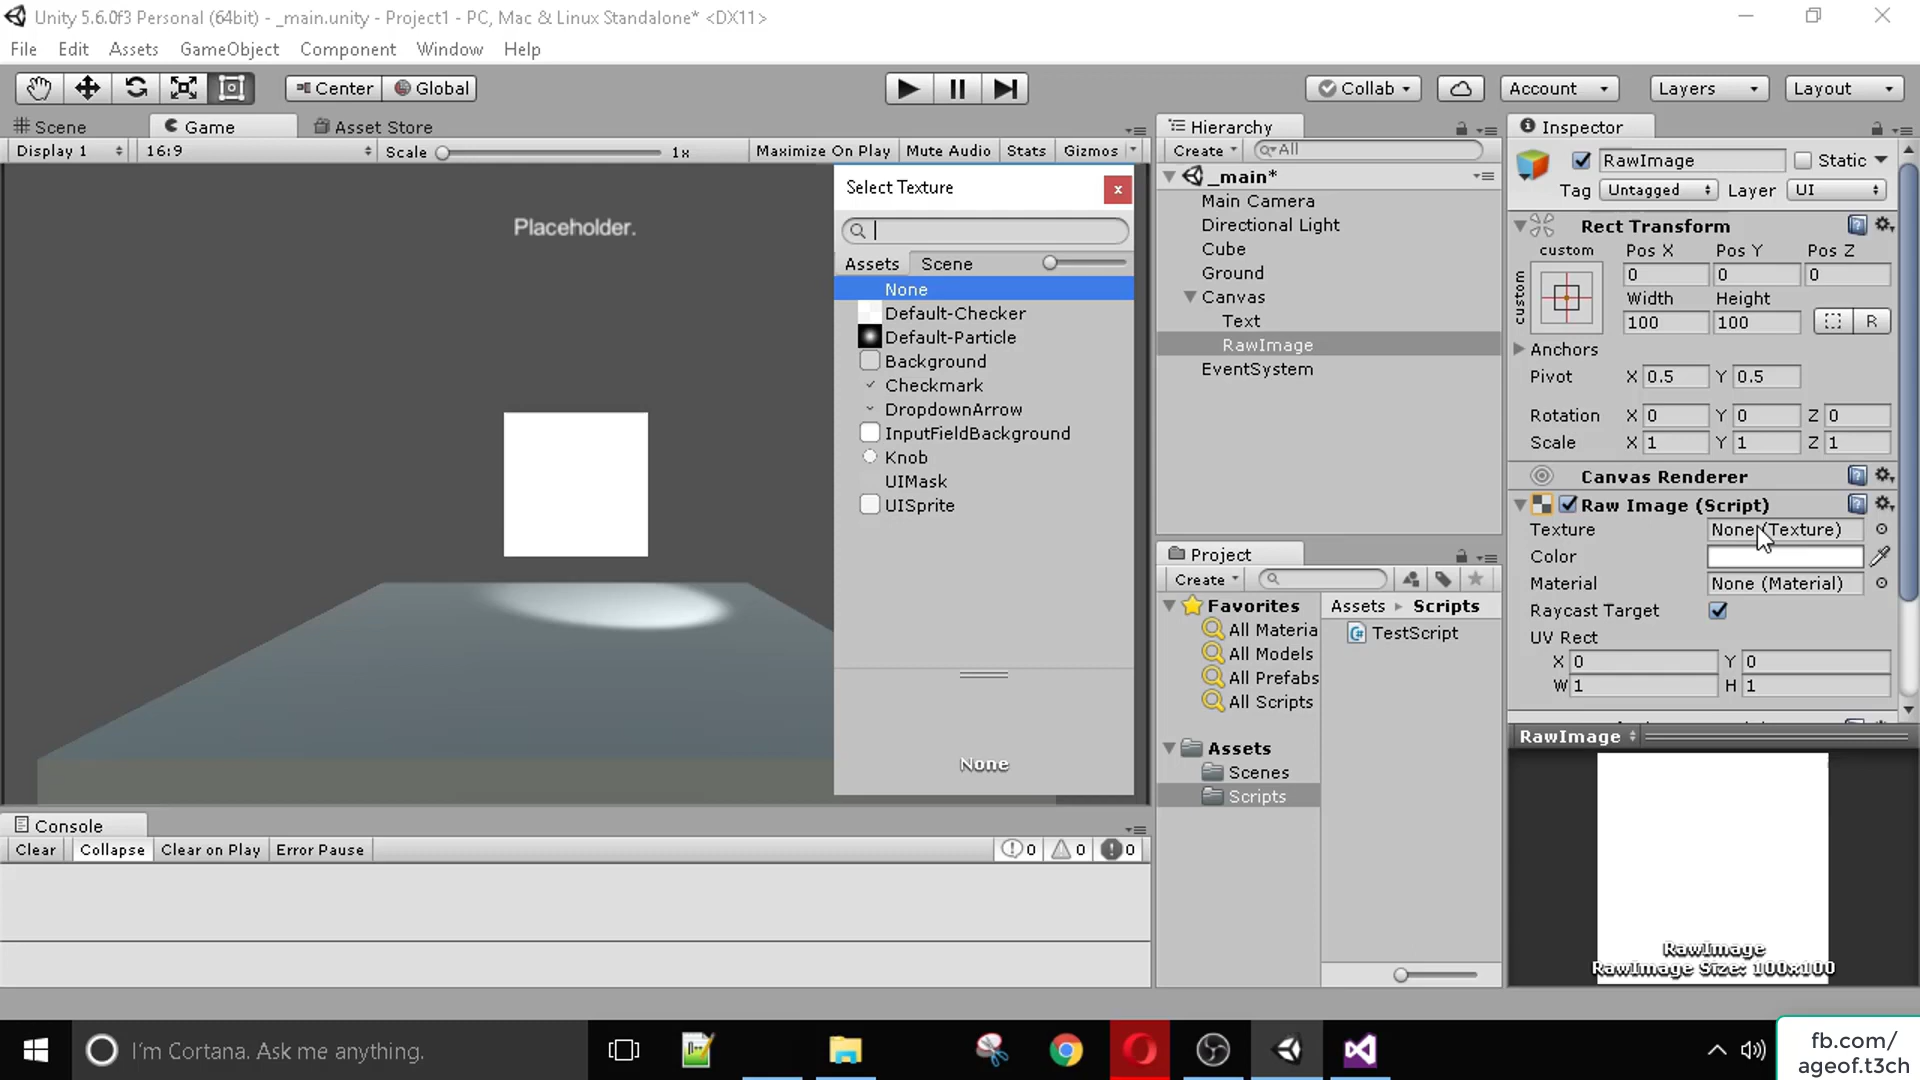 Unity 5.6.0f3 Personal (64bit) - _main.unity - Project1 - PC, Mac & Linux Standalone* <DX11>
File Edit Assets GameObject Component Window Help
Center Global Collab Account Layers Layout
Scene Game Asset Store
Display 1 16:9 Scale 1x Maximize On Play Mute Audio Stats Gizmos
Placeholder.
Select Texture x
Assets Scene
None
Default-Checker
Default-Particle
Background
Checkmark
DropdownArrow
InputFieldBackground
Knob
UIMask
UISprite
None
Hierarchy
Create All
_main*
Main Camera
Directional Light
Cube
Ground
Canvas
Text
RawImage
EventSystem
Project
Create
Favorites
All Materia
All Models
All Prefabs
All Scripts
Assets
Scenes
Scripts
Assets Scripts
TestScript
Inspector
RawImage Static
Tag Untagged Layer UI
Rect Transform
custom Pos X Pos Y Pos Z
custom
0 0 0
Width Height
100 100 R
Anchors
Pivot X 0.5 Y 0.5
Rotation X 0 Y 0 Z 0
Scale X 1 Y 1 Z 1
Canvas Renderer
Raw Image (Script)
Texture None (Texture)
Color
Material None (Material)
Raycast Target
UV Rect
X 0 Y 0
W 1 H 1
RawImage
RawImage
RawImage Size: 100x100
Console
Clear Collapse Clear on Play Error Pause 0 0 0
I'm Cortana. Ask me anything.
fb.com/
ageof.t3ch